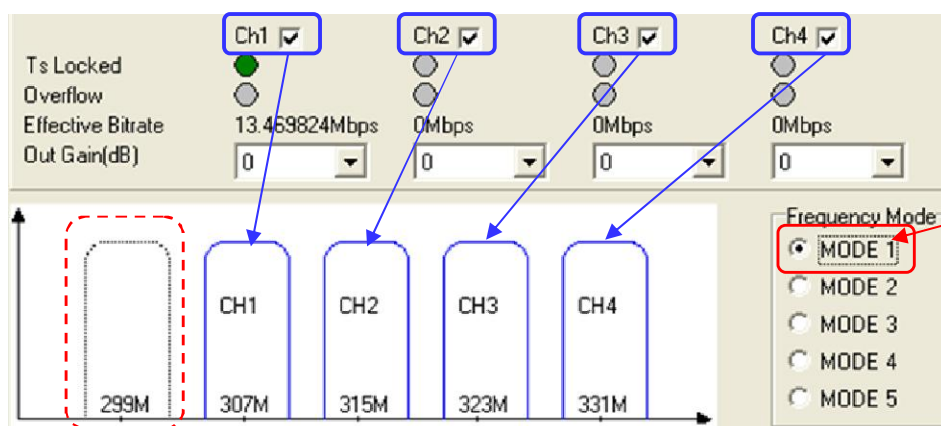 Ch1 Ch2 Ch3 Ch4
Ts Locked
Overflow
Effective Bitrate 13.469824Mbps 0Mbps 0Mbps 0Mbps
Out Gain(dB) 0 0 0 0
Frequency Mode
MODE 1
MODE 2
MODE 3
MODE 4
MODE 5
CH1 CH2 CH3 CH4
299M 307M 315M 323M 331M